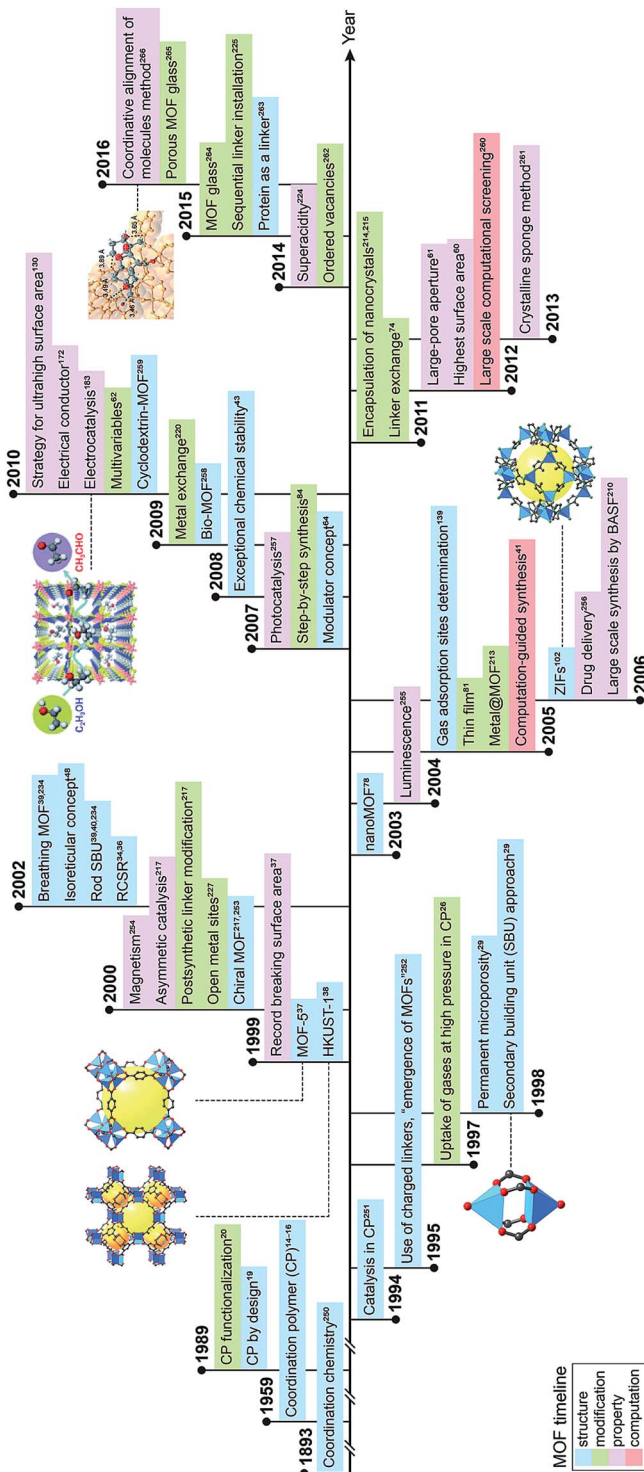 1893
Coordination chemistry²⁵⁰
1959
Coordination polymer (CP)¹⁴⁻¹⁶
1989
CP functionalization²⁰
CP by design¹⁹
1994
Catalysis in CP²⁵¹
1995
Use of charged linkers, “emergence of MOFs”²⁵²
1997
Uptake of gases at high pressure in CP²⁶
1998
Permanent microporosity²⁹
Secondary building unit (SBU) approach²⁹
1999
Record breaking surface area³⁷
MOF-5³⁷
HKUST-1³⁸
2000
Magnetism²⁵⁴
Asymmetic catalysis²¹⁷
Postsynthetic linker modification²¹⁷
Open metal sites²²⁷
Chiral MOF²¹⁷,²⁵³
2002
Breathing MOF³⁹,²³⁴
Isoreticular concept⁴⁸
Rod SBU³⁹,⁴⁰,²³⁴
RCSR³⁴,³⁶
2003
nanoMOF⁷⁸
2004
Luminescence²⁵⁵
2005
Gas adsorption sites determination¹³⁹
Thin film⁸¹
Metal@MOF²¹³
Computation-guided synthesis⁴¹
2006
ZIFs¹⁰²
Drug delivery²⁵⁶
Large scale synthesis by BASF²¹⁰
2007
Photocatalysis²⁵⁷
Step-by-step synthesis⁸⁴
Modulator concept⁶⁴
2008
Exceptional chemical stability⁴³
2009
Metal exchange²²⁰
Bio-MOF²⁵⁸
2010
Strategy for ultrahigh surface area¹³⁰
Electrical conductor¹⁷²
Electrocatalysis¹⁸³
Multivariables⁶²
Cyclodextrin-MOF²⁵⁹
C₂H₅OH
CH₃CHO
2011
Encapsulation of nanocrystals²¹⁴,²¹⁵
Linker exchange⁷⁴
2012
Large-pore aperture⁶¹
Highest surface area⁶⁰
Large scale computational screening²⁶⁰
2013
Crystalline sponge method²⁶¹
2014
Superacidity²²⁴
Ordered vacancies²⁶²
2015
MOF glass²⁶⁴
Sequential linker installation²²⁵
Protein as a linker²⁶³
2016
Coordinative alignment of
molecules method²⁶⁶
Porous MOF glass²⁶⁵
3.89 Å
3.65 Å
3.49 Å
3.46 Å
Year
MOF timeline
structure
modification
property
computation